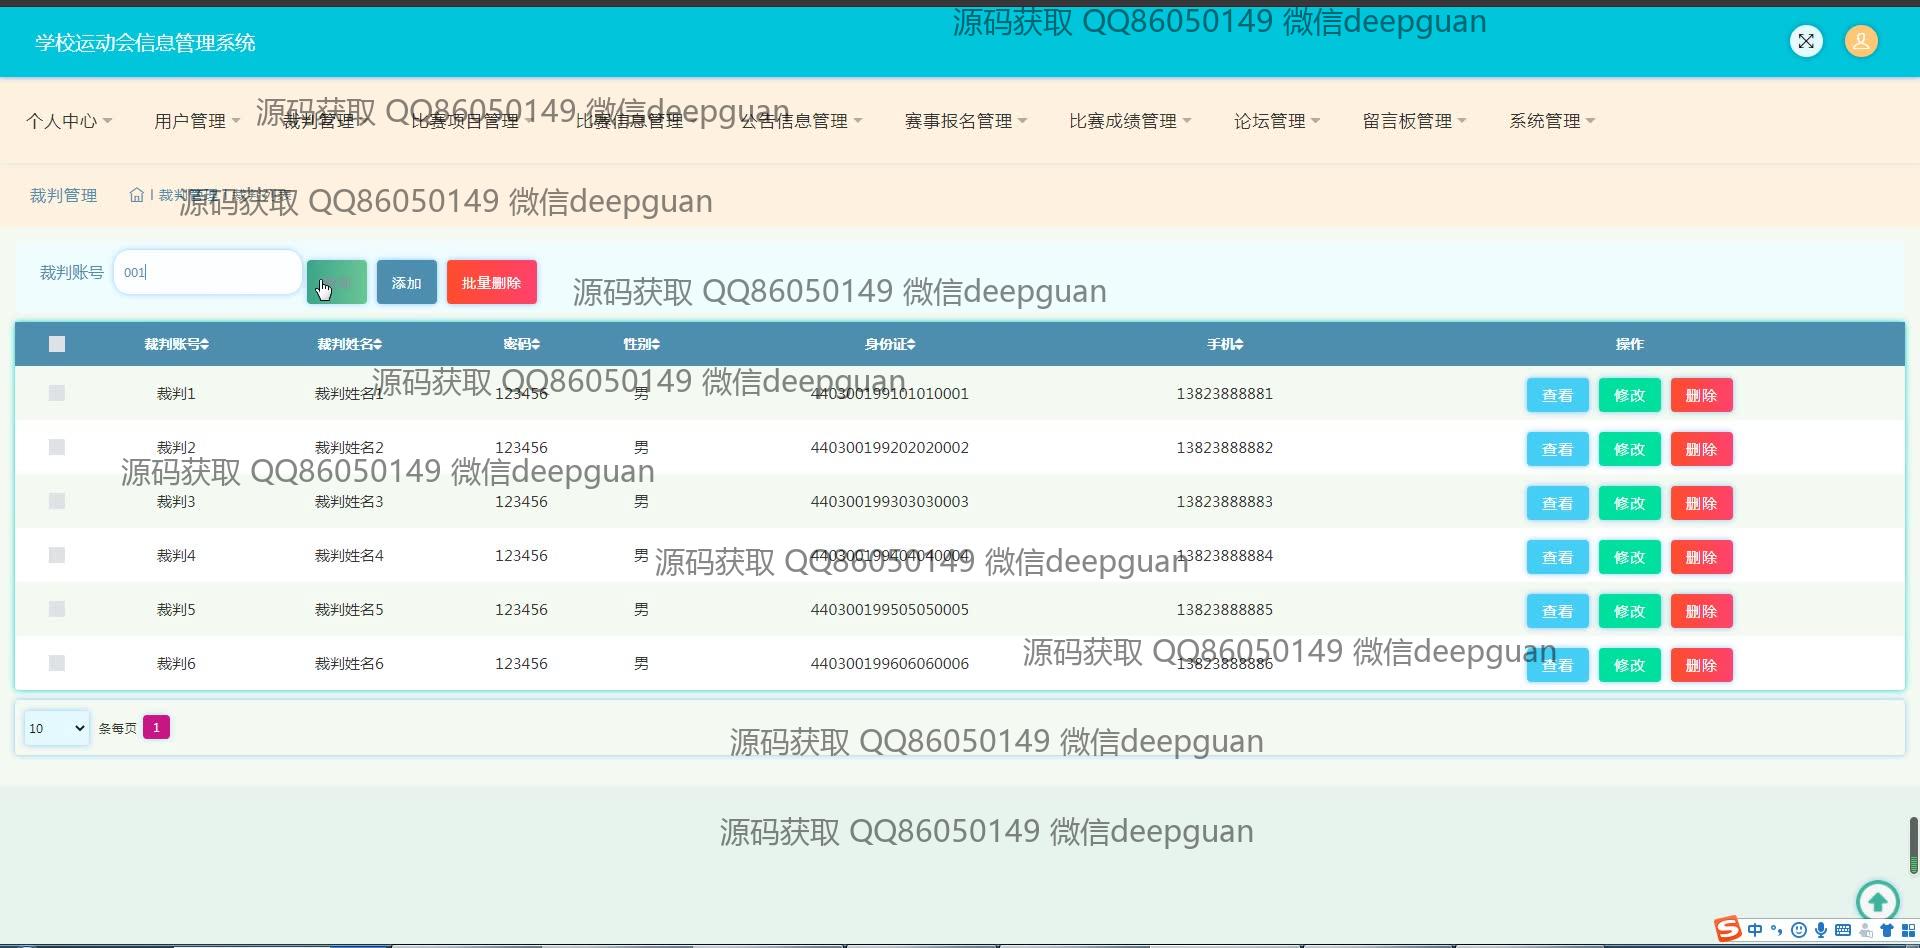 源码获取 QQ86050149 微信deepguan
学校运动会信息管理系统
源码获取 QQ86050149 微信deepguan
个人中心 用户管理 裁判管理 比赛项目管理 比赛信息管理 公告信息管理 赛事报名管理 比赛成绩管理 论坛管理 留言板管理 系统管理
裁判管理 | 裁判管理 | 裁判列表
源码获取 QQ86050149 微信deepguan
裁判账号 001 添加 批量删除
源码获取 QQ86050149 微信deepguan
裁判账号 裁判姓名 密码 性别 身份证 手机 操作
源码获取 QQ86050149 微信deepguan
裁判1 裁判姓名1 123456 男 440300199101010001 13823888881 查看 修改 删除
裁判2 裁判姓名2 123456 男 440300199202020002 13823888882 查看 修改 删除
源码获取 QQ86050149 微信deepguan
裁判3 裁判姓名3 123456 男 440300199303030003 13823888883 查看 修改 删除
裁判4 裁判姓名4 123456 男 440300199404040004 13823888884 查看 修改 删除
源码获取 QQ86050149 微信deepguan
裁判5 裁判姓名5 123456 男 440300199505050005 13823888885 查看 修改 删除
源码获取 QQ86050149 微信deepguan
裁判6 裁判姓名6 123456 男 440300199606060006 13823888886 查看 修改 删除
10 条每页 1
源码获取 QQ86050149 微信deepguan
源码获取 QQ86050149 微信deepguan
中